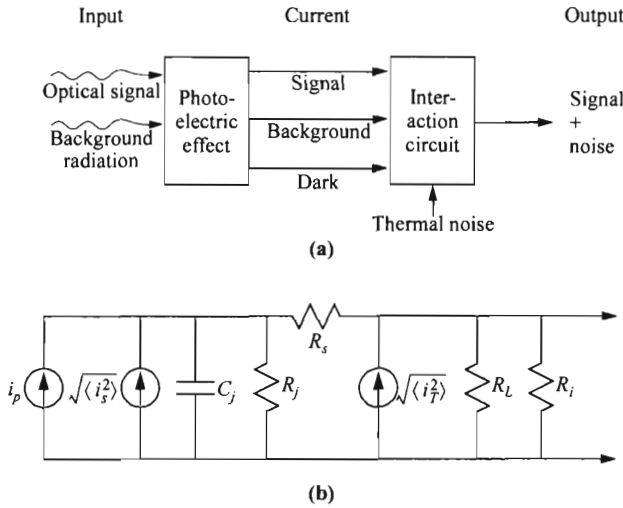 Input Current Output
Optical signal
Background
radiation
Photo-
electric
effect
Signal
Background
Dark
Inter-
action
circuit
Signal
+
noise
Thermal noise
(a)
R_s
i_p √⟨i_s^2⟩ C_j R_j √⟨i_T^2⟩ R_L R_i
(b)